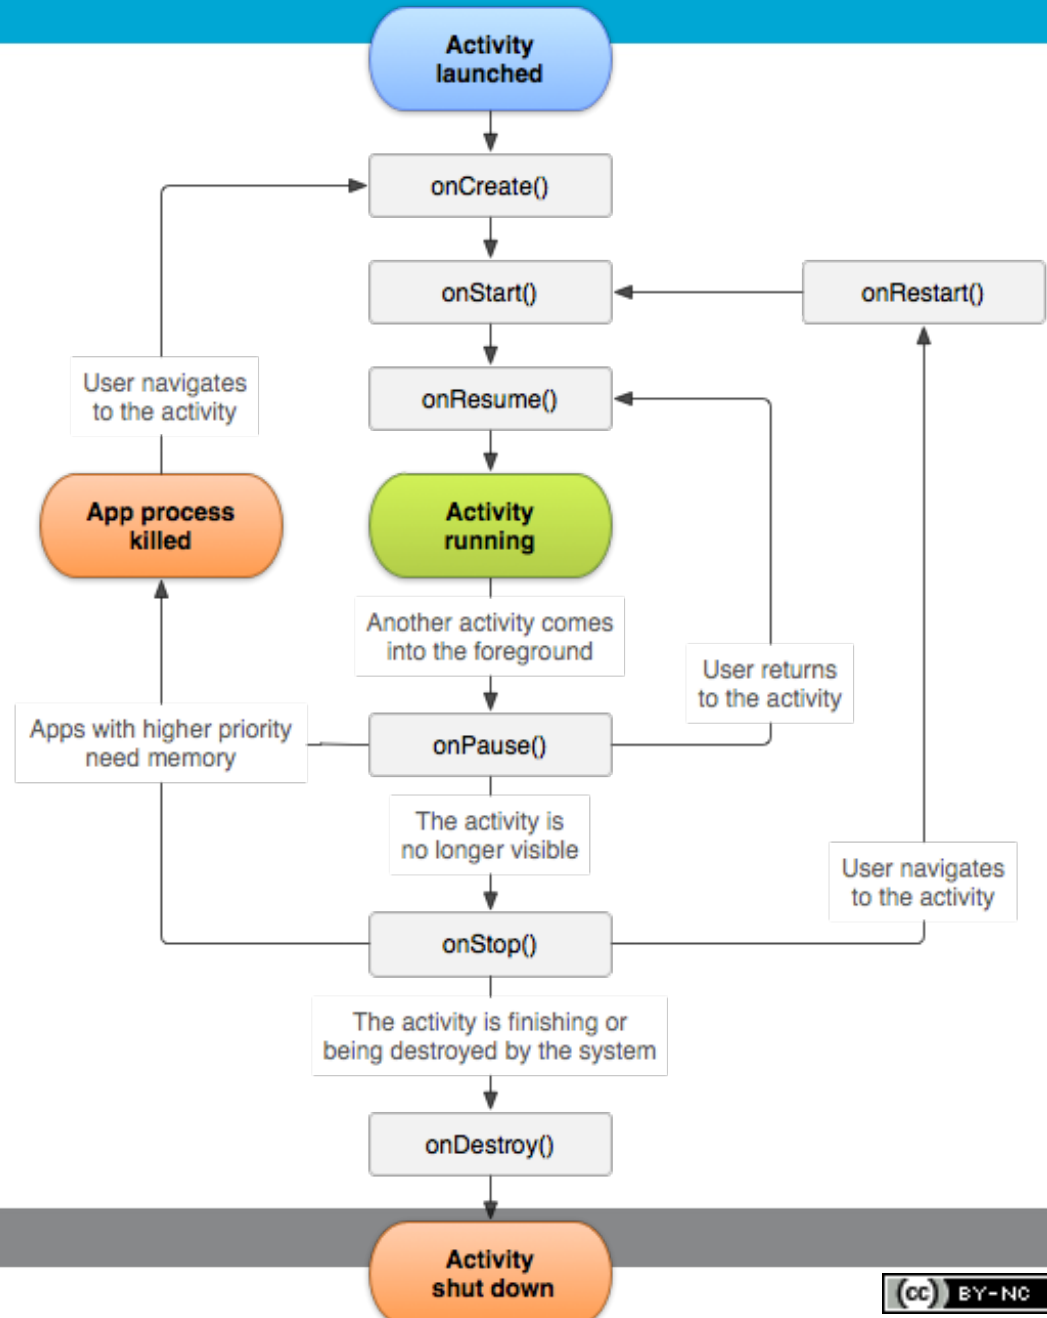 Activity
launched
onCreate()
onStart()
onRestart()
User navigates
to the activity
onResume()
App process
killed
Activity
running
Another activity comes
into the foreground
User returns
to the activity
Apps with higher priority
need memory
onPause()
The activity is
no longer visible
User navigates
to the activity
onStop()
The activity is finishing or
being destroyed by the system
onDestroy()
Activity
shut down
(cc) BY-NC